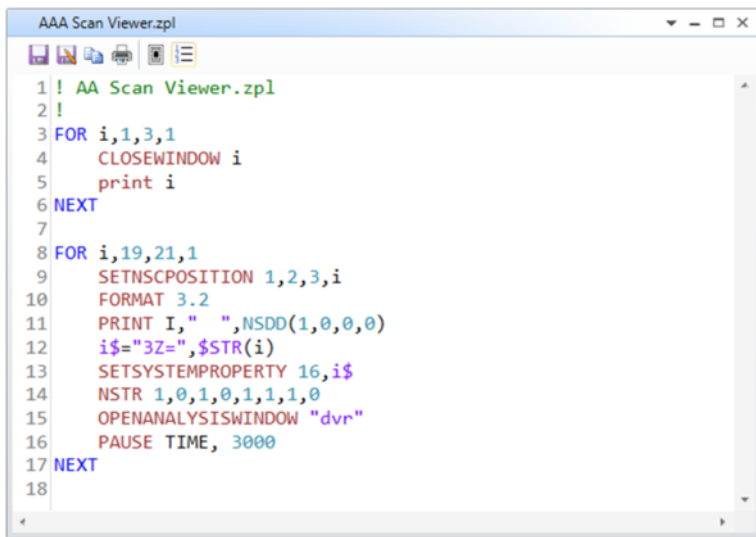 AAA Scan Viewer.zpl
1 ! AA Scan Viewer.zpl
2 !
3 FOR i,1,3,1
4     CLOSEWINDOW i
5     print i
6 NEXT
7
8 FOR i,19,21,1
9     SETNSCPOSITION 1,2,3,i
10     FORMAT 3.2
11     PRINT I,"  ",NSDD(1,0,0,0)
12     i$="3Z=",$STR(i)
13     SETSYSTEMPROPERTY 16,i$
14     NSTR 1,0,1,0,1,1,1,0
15     OPENANALYSISWINDOW "dvr"
16     PAUSE TIME, 3000
17 NEXT
18